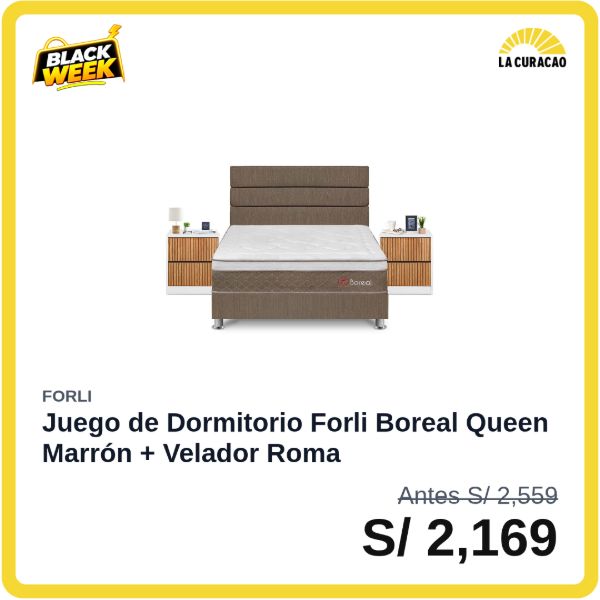 BLACK
WEEK
LA CURACAO
Boreal
FORLI
Juego de Dormitorio Forli Boreal Queen
Marrón + Velador Roma
Antes S/ 2,559
S/ 2,169